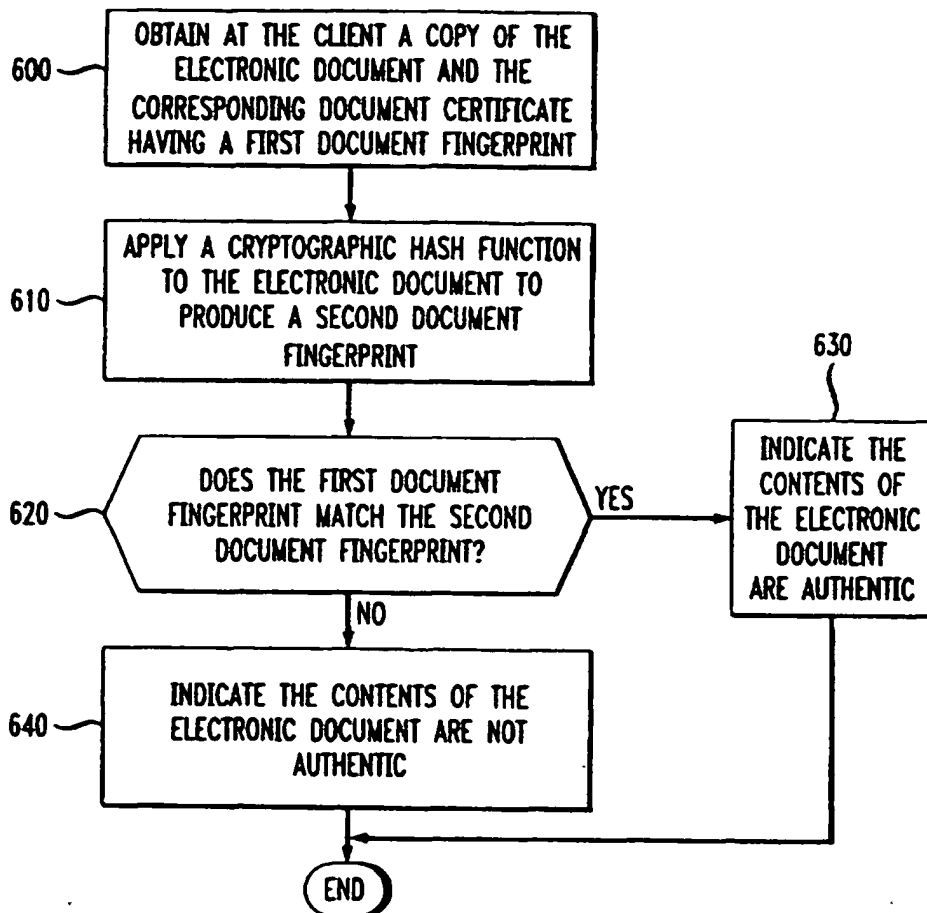 600
OBTAIN AT THE CLIENT A COPY OF THE
ELECTRONIC DOCUMENT AND THE
CORRESPONDING DOCUMENT CERTIFICATE
HAVING A FIRST DOCUMENT FINGERPRINT
610
APPLY A CRYPTOGRAPHIC HASH FUNCTION
TO THE ELECTRONIC DOCUMENT TO
PRODUCE A SECOND DOCUMENT
FINGERPRINT
620
DOES THE FIRST DOCUMENT
FINGERPRINT MATCH THE SECOND
DOCUMENT FINGERPRINT?
YES
630
INDICATE THE
CONTENTS OF
THE ELECTRONIC
DOCUMENT
ARE AUTHENTIC
NO
640
INDICATE THE CONTENTS OF THE
ELECTRONIC DOCUMENT ARE NOT
AUTHENTIC
END